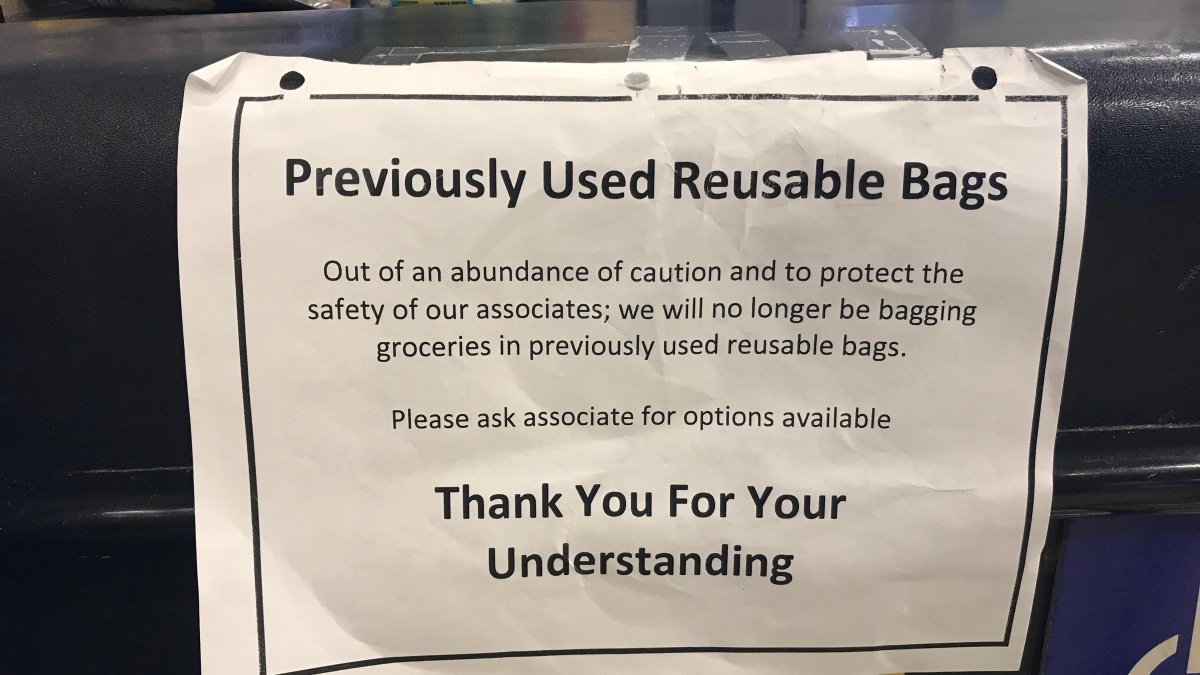 Previously Used Reusable Bags
Out of an abundance of caution and to protect the
safety of our associates; we will no longer be bagging
groceries in previously used reusable bags.
Please ask associate for options available
Thank You For Your
Understanding